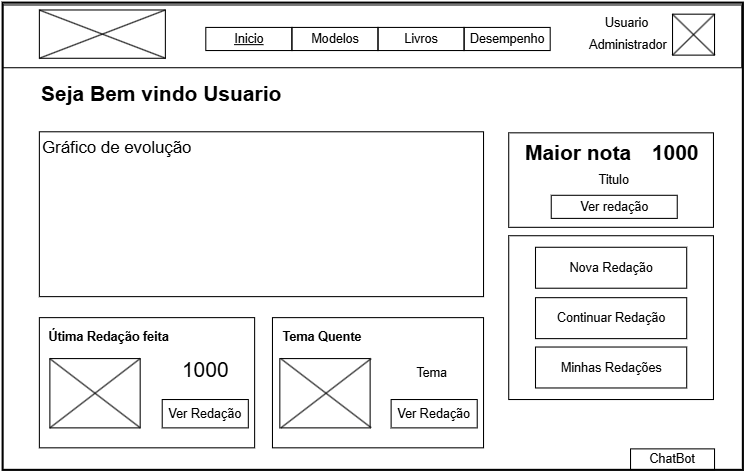 Inicio
Modelos
Livros
Desempenho
Usuario
Administrador
Seja Bem vindo Usuario
Gráfico de evolução
Maior nota 1000
Titulo
Ver redação
Nova Redação
Continuar Redação
Minhas Redações
Útima Redação feita
1000
Ver Redação
Tema Quente
Tema
Ver Redação
ChatBot